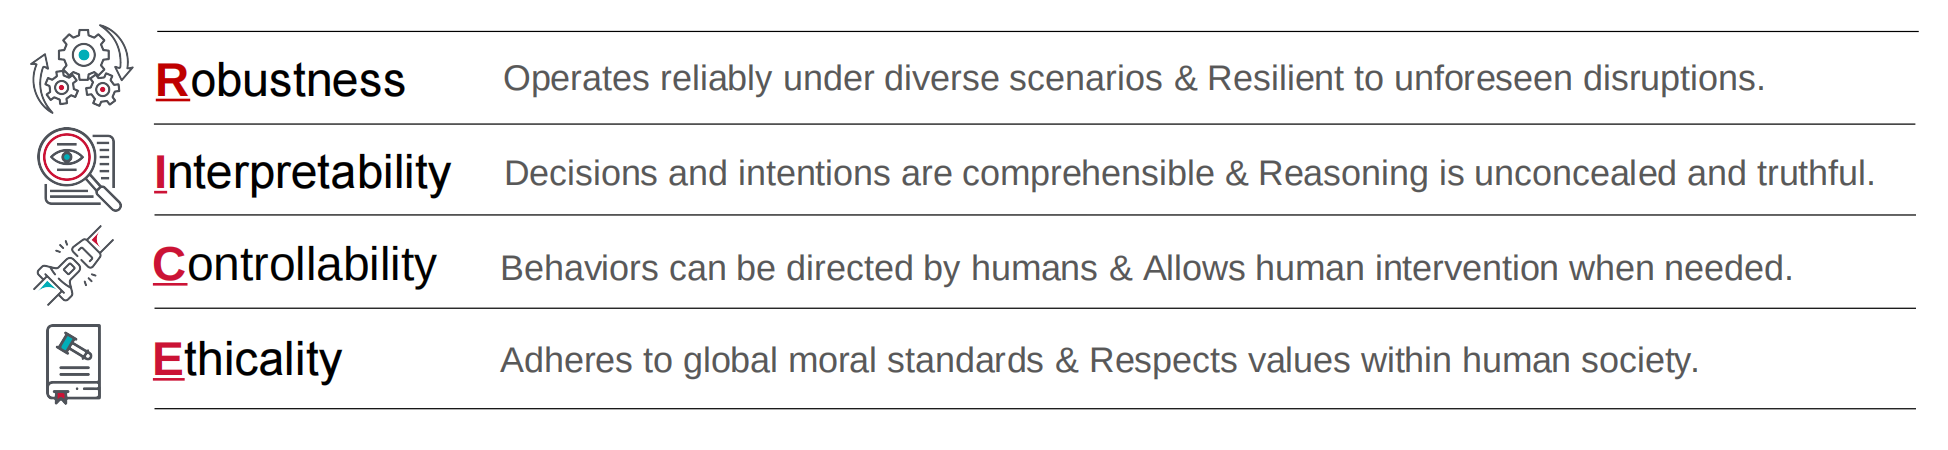 Robustness Operates reliably under diverse scenarios & Resilient to unforeseen disruptions.
Interpretability Decisions and intentions are comprehensible & Reasoning is unconcealed and truthful.
Controllability Behaviors can be directed by humans & Allows human intervention when needed.
Ethicality Adheres to global moral standards & Respects values within human society.